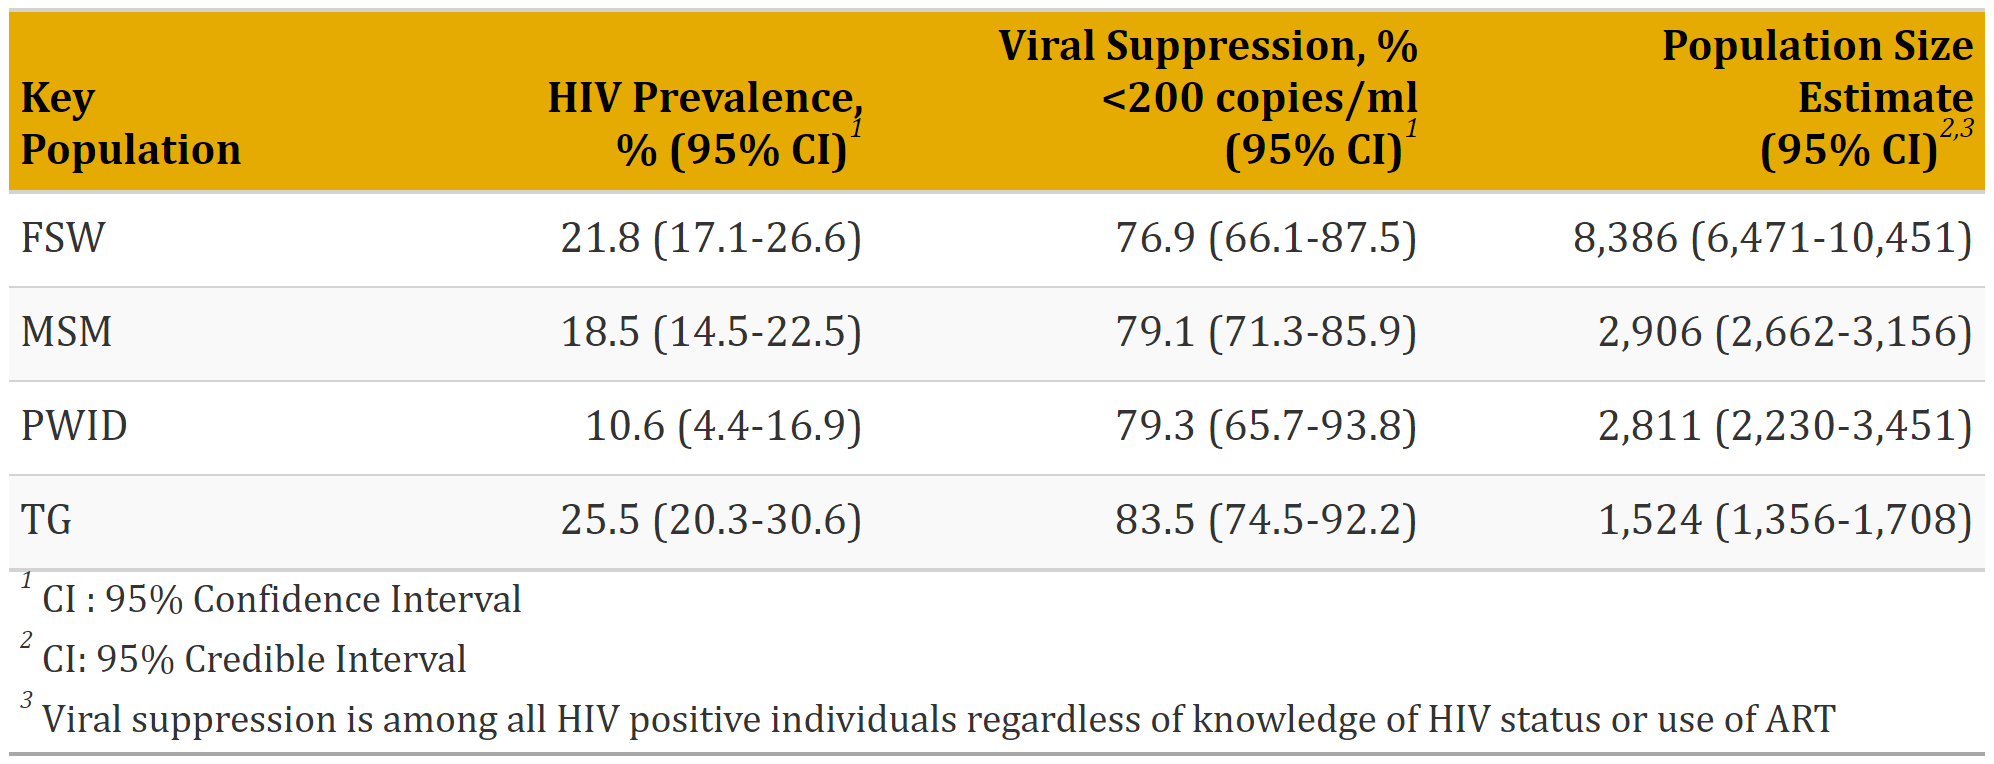 Key Population | HIV Prevalence, % (95% CI)1 | Viral Suppression, % <200 copies/ml (95% CI)1 | Population Size Estimate (95% CI)2,3
FSW | 21.8 (17.1-26.6) | 76.9 (66.1-87.5) | 8,386 (6,471-10,451)
MSM | 18.5 (14.5-22.5) | 79.1 (71.3-85.9) | 2,906 (2,662-3,156)
PWID | 10.6 (4.4-16.9) | 79.3 (65.7-93.8) | 2,811 (2,230-3,451)
TG | 25.5 (20.3-30.6) | 83.5 (74.5-92.2) | 1,524 (1,356-1,708)
1 CI : 95% Confidence Interval
2 CI: 95% Credible Interval
3 Viral suppression is among all HIV positive individuals regardless of knowledge of HIV status or use of ART